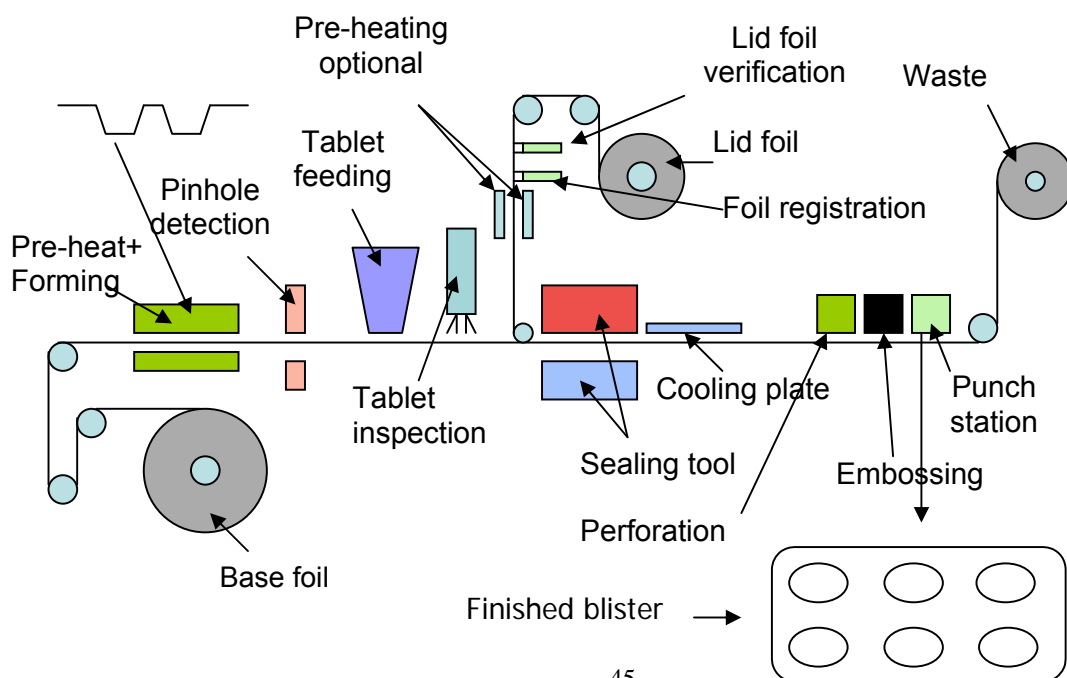 Pre-heating
optional
Lid foil
verification
Waste
Tablet
feeding
Lid foil
Pinhole
detection
Foil registration
Pre-heat+
Forming
Tablet
inspection
Cooling plate
Punch
station
Sealing tool
Embossing
Perforation
Base foil
Finished blister
45